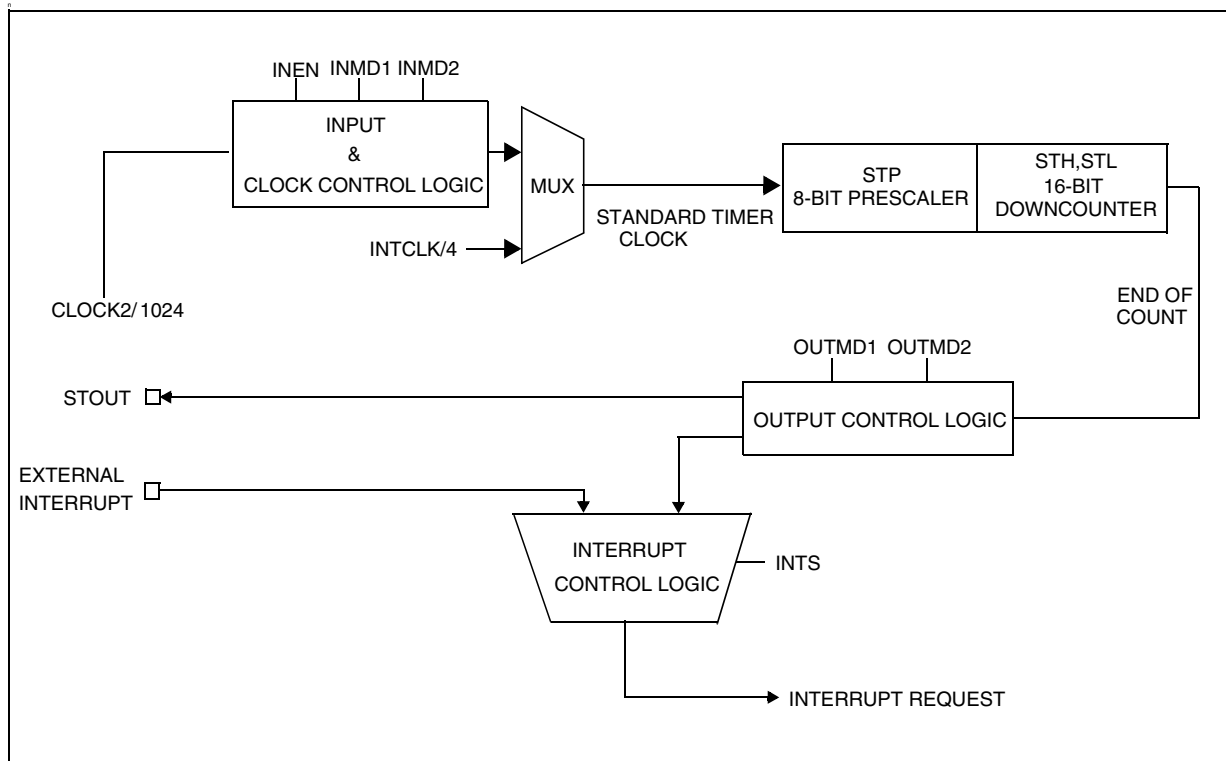 n
INEN INMD1 INMD2
INPUT
&
CLOCK CONTROL LOGIC
MUX
STP
8-BIT PRESCALER
STH,STL
16-BIT
DOWNCOUNTER
STANDARD TIMER
CLOCK
INTCLK/4
CLOCK2/1024
END OF
COUNT
OUTMD1 OUTMD2
STOUT
OUTPUT CONTROL LOGIC
EXTERNAL
INTERRUPT
INTERRUPT
CONTROL LOGIC
INTS
INTERRUPT REQUEST